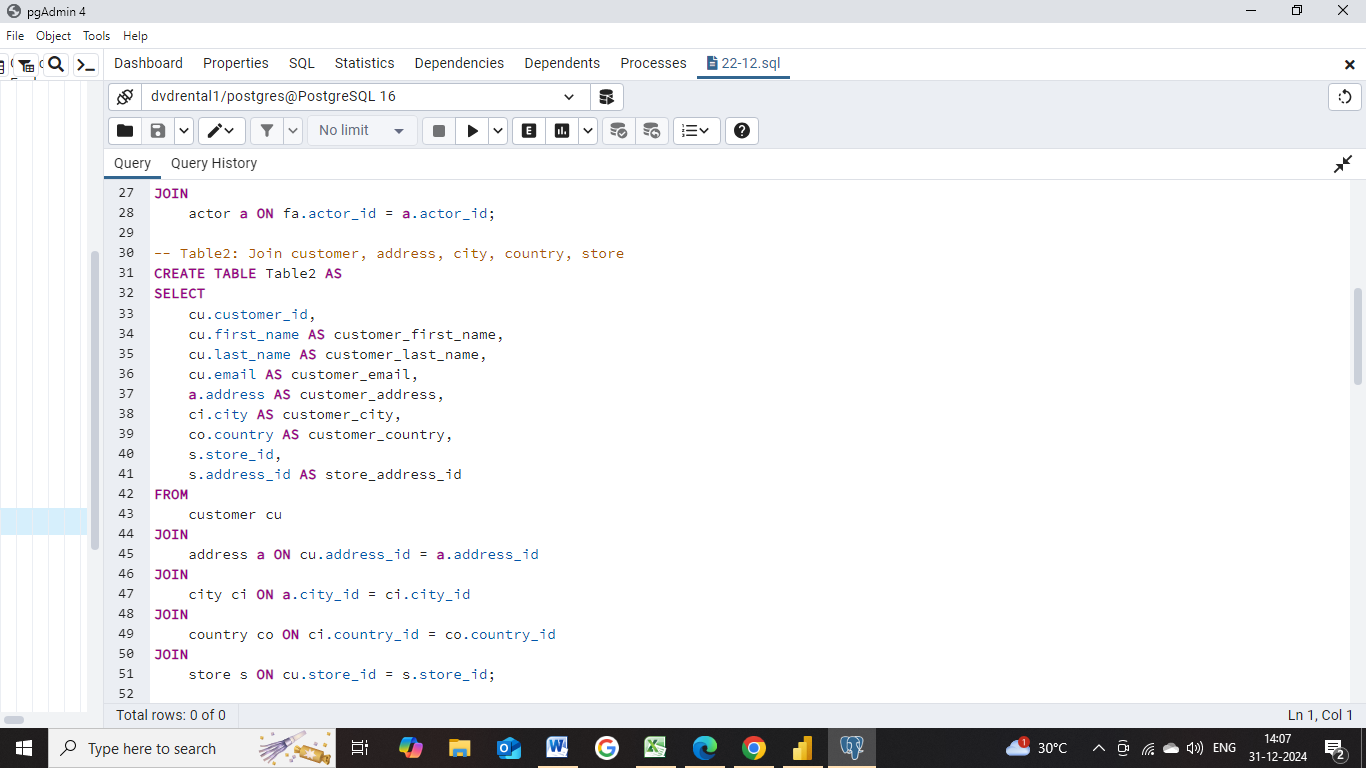 pgAdmin 4
File Object Tools Help
Dashboard Properties SQL Statistics Dependencies Dependents Processes 22-12.sql
dvdrental1/postgres@PostgreSQL 16
No limit
E
Query Query History
27 JOIN
28 actor a ON fa.actor_id = a.actor_id;
29
30 -- Table2: Join customer, address, city, country, store
31 CREATE TABLE Table2 AS
32 SELECT
33 cu.customer_id,
34 cu.first_name AS customer_first_name,
35 cu.last_name AS customer_last_name,
36 cu.email AS customer_email,
37 a.address AS customer_address,
38 ci.city AS customer_city,
39 co.country AS customer_country,
40 s.store_id,
41 s.address_id AS store_address_id
42 FROM
43 customer cu
44 JOIN
45 address a ON cu.address_id = a.address_id
46 JOIN
47 city ci ON a.city_id = ci.city_id
48 JOIN
49 country co ON ci.country_id = co.country_id
50 JOIN
51 store s ON cu.store_id = s.store_id;
52
Total rows: 0 of 0 Ln 1, Col 1
Type here to search 1 30°C ENG 14:07
31-12-2024 2